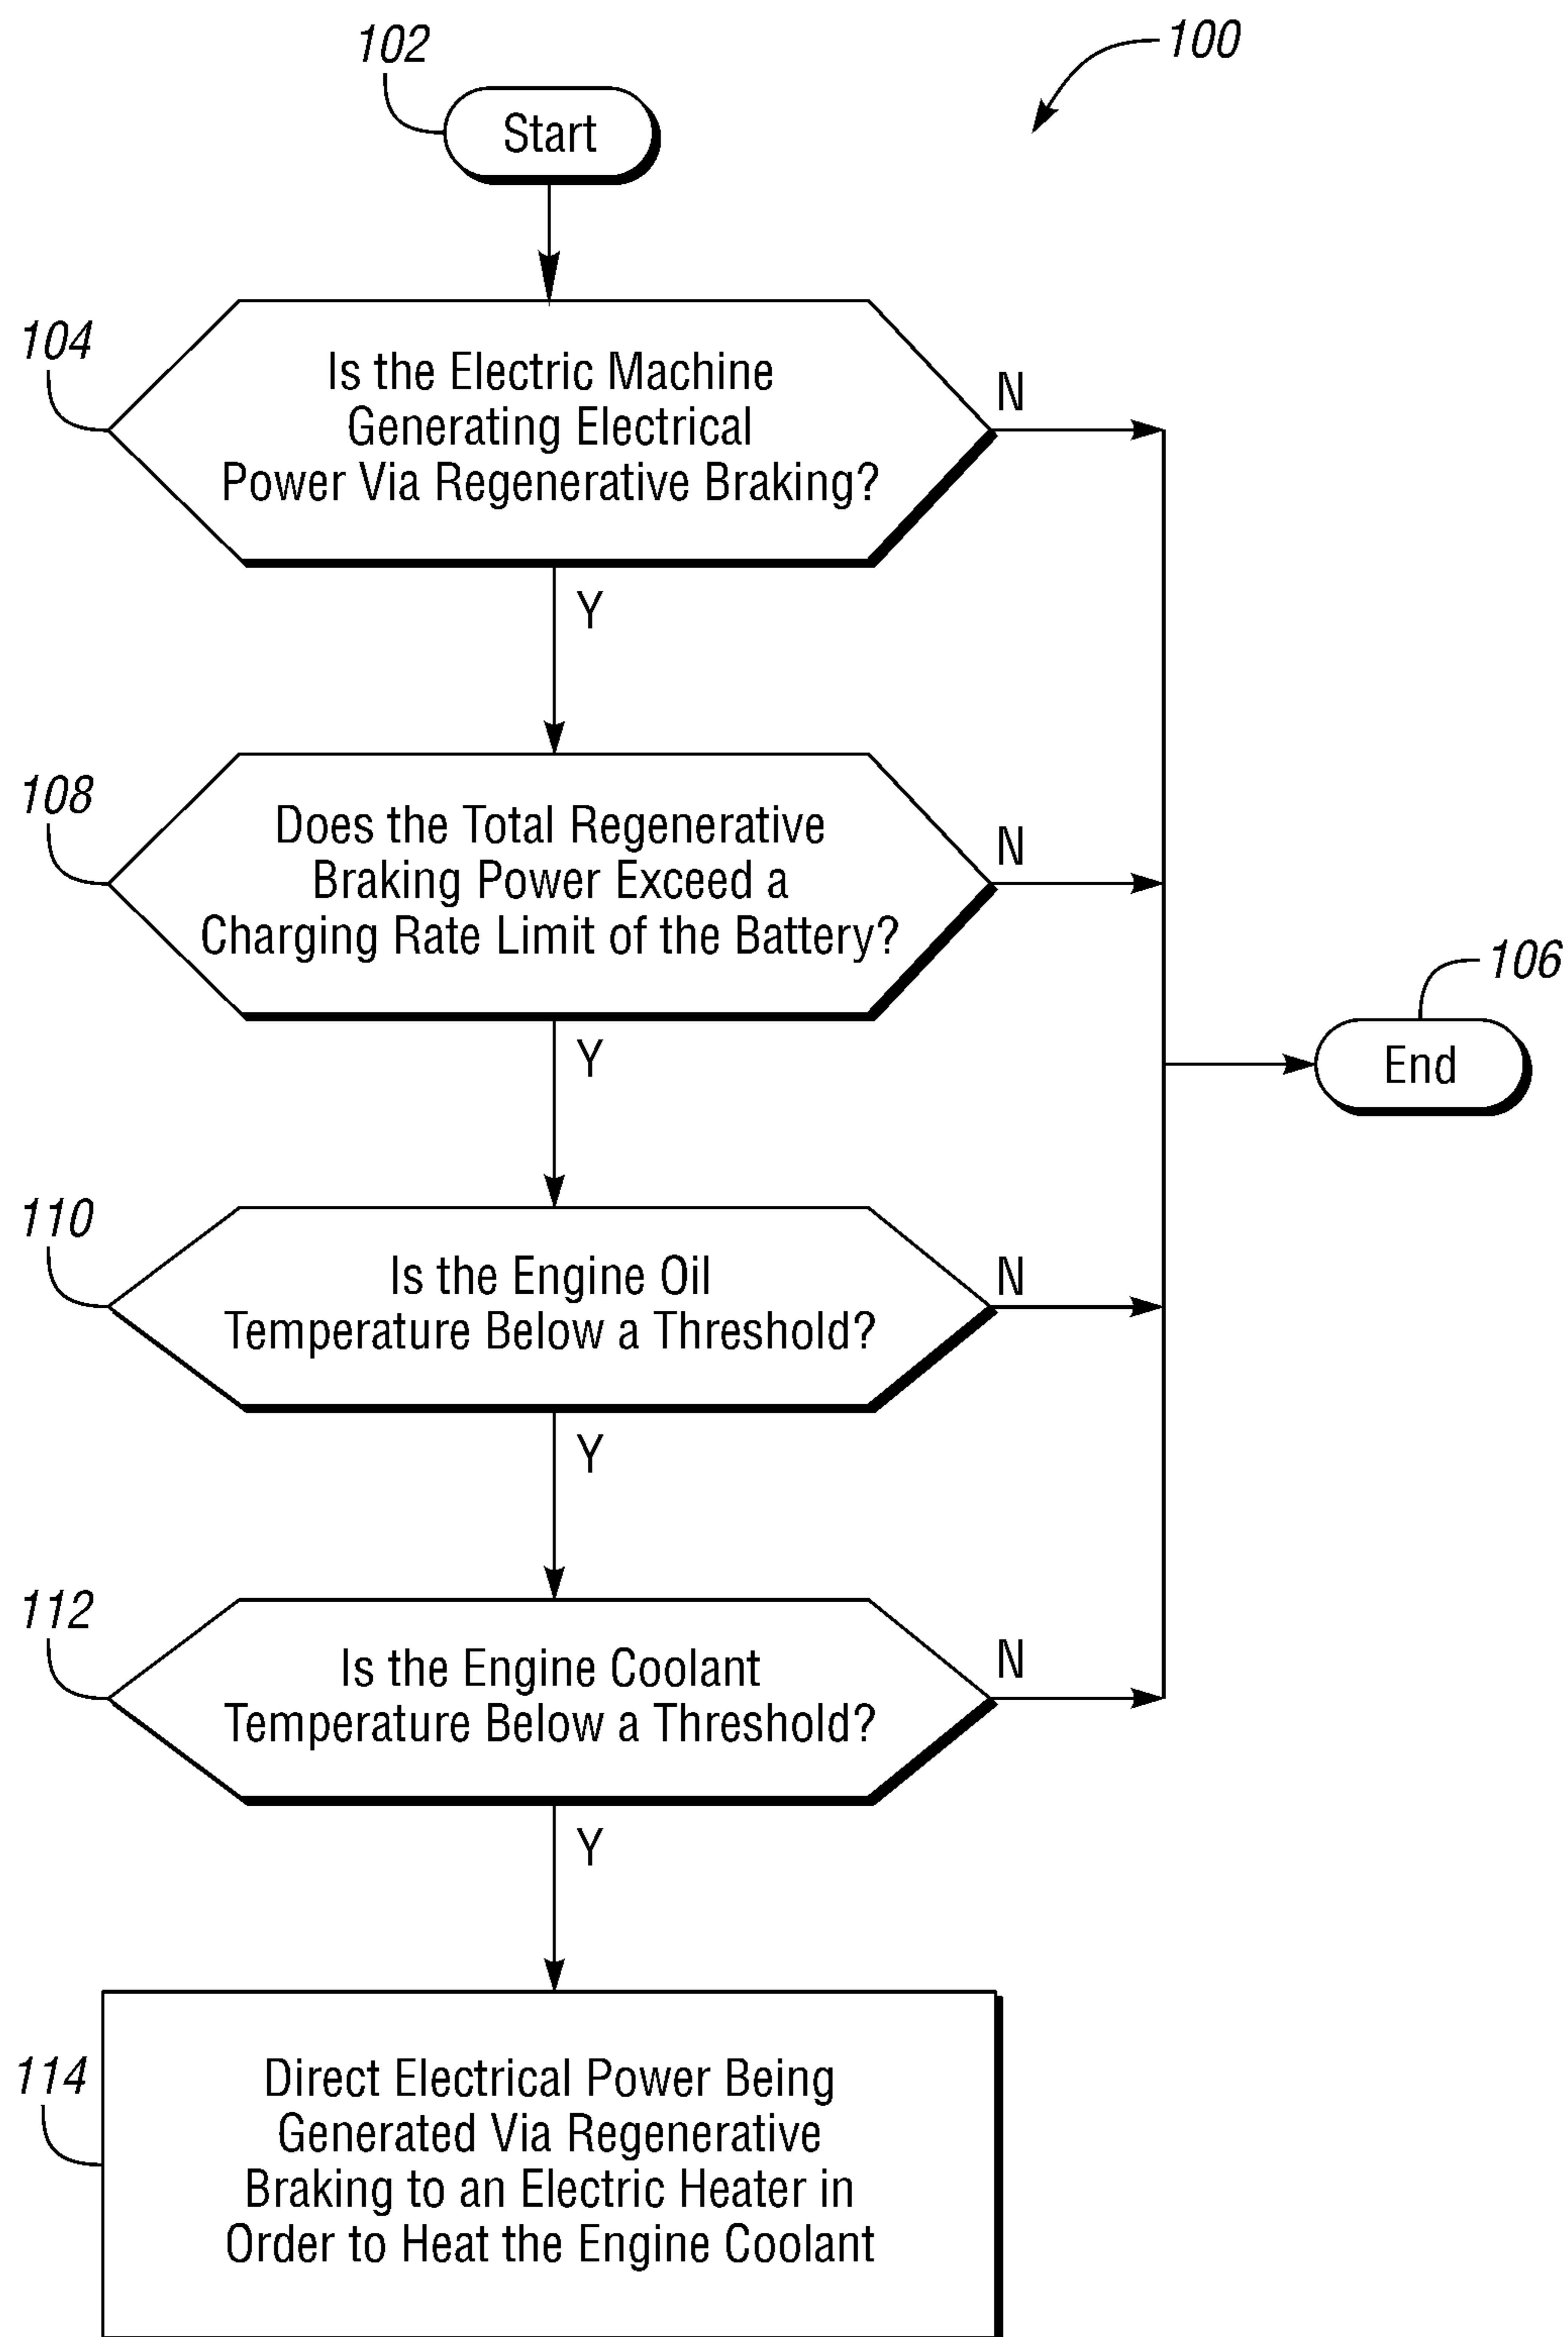 102
100
Start
104
Is the Electric Machine
Generating Electrical
Power Via Regenerative Braking?
N
Y
108
Does the Total Regenerative
Braking Power Exceed a
Charging Rate Limit of the Battery?
N
106
End
Y
110
Is the Engine Oil
Temperature Below a Threshold?
N
Y
112
Is the Engine Coolant
Temperature Below a Threshold?
N
Y
114
Direct Electrical Power Being
Generated Via Regenerative
Braking to an Electric Heater in
Order to Heat the Engine Coolant